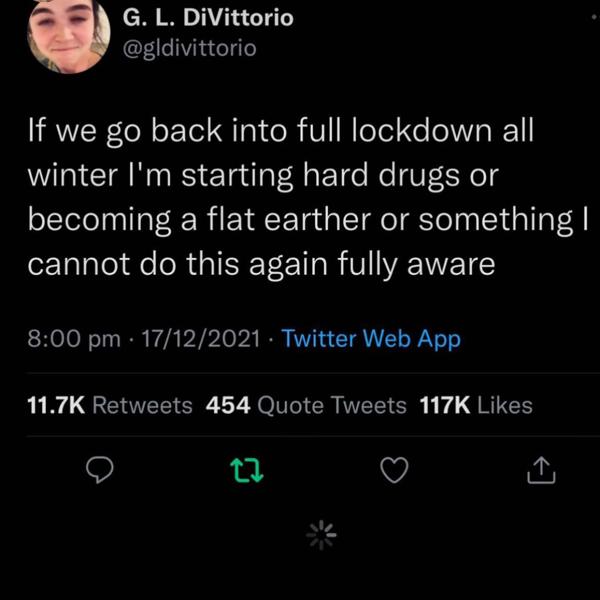 G. L. DiVittorio
@gldivittorio
If we go back into full lockdown all
winter I'm starting hard drugs or
becoming a flat earther or something I
cannot do this again fully aware
8:00 pm · 17/12/2021 · Twitter Web App
11.7K Retweets 454 Quote Tweets 117K Likes